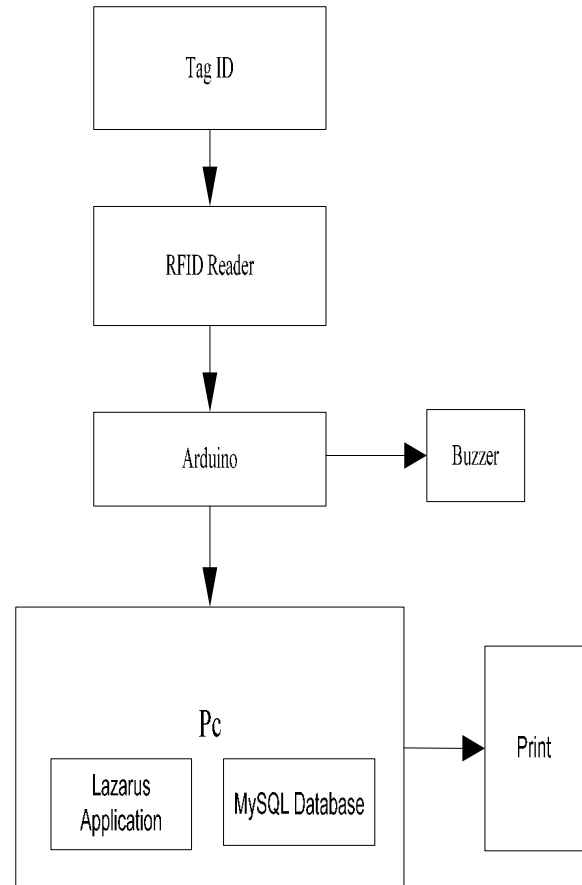 Tag ID
RFID Reader
Arduino
Buzzer
Pc
Print
Lazarus
Application
MySQL Database